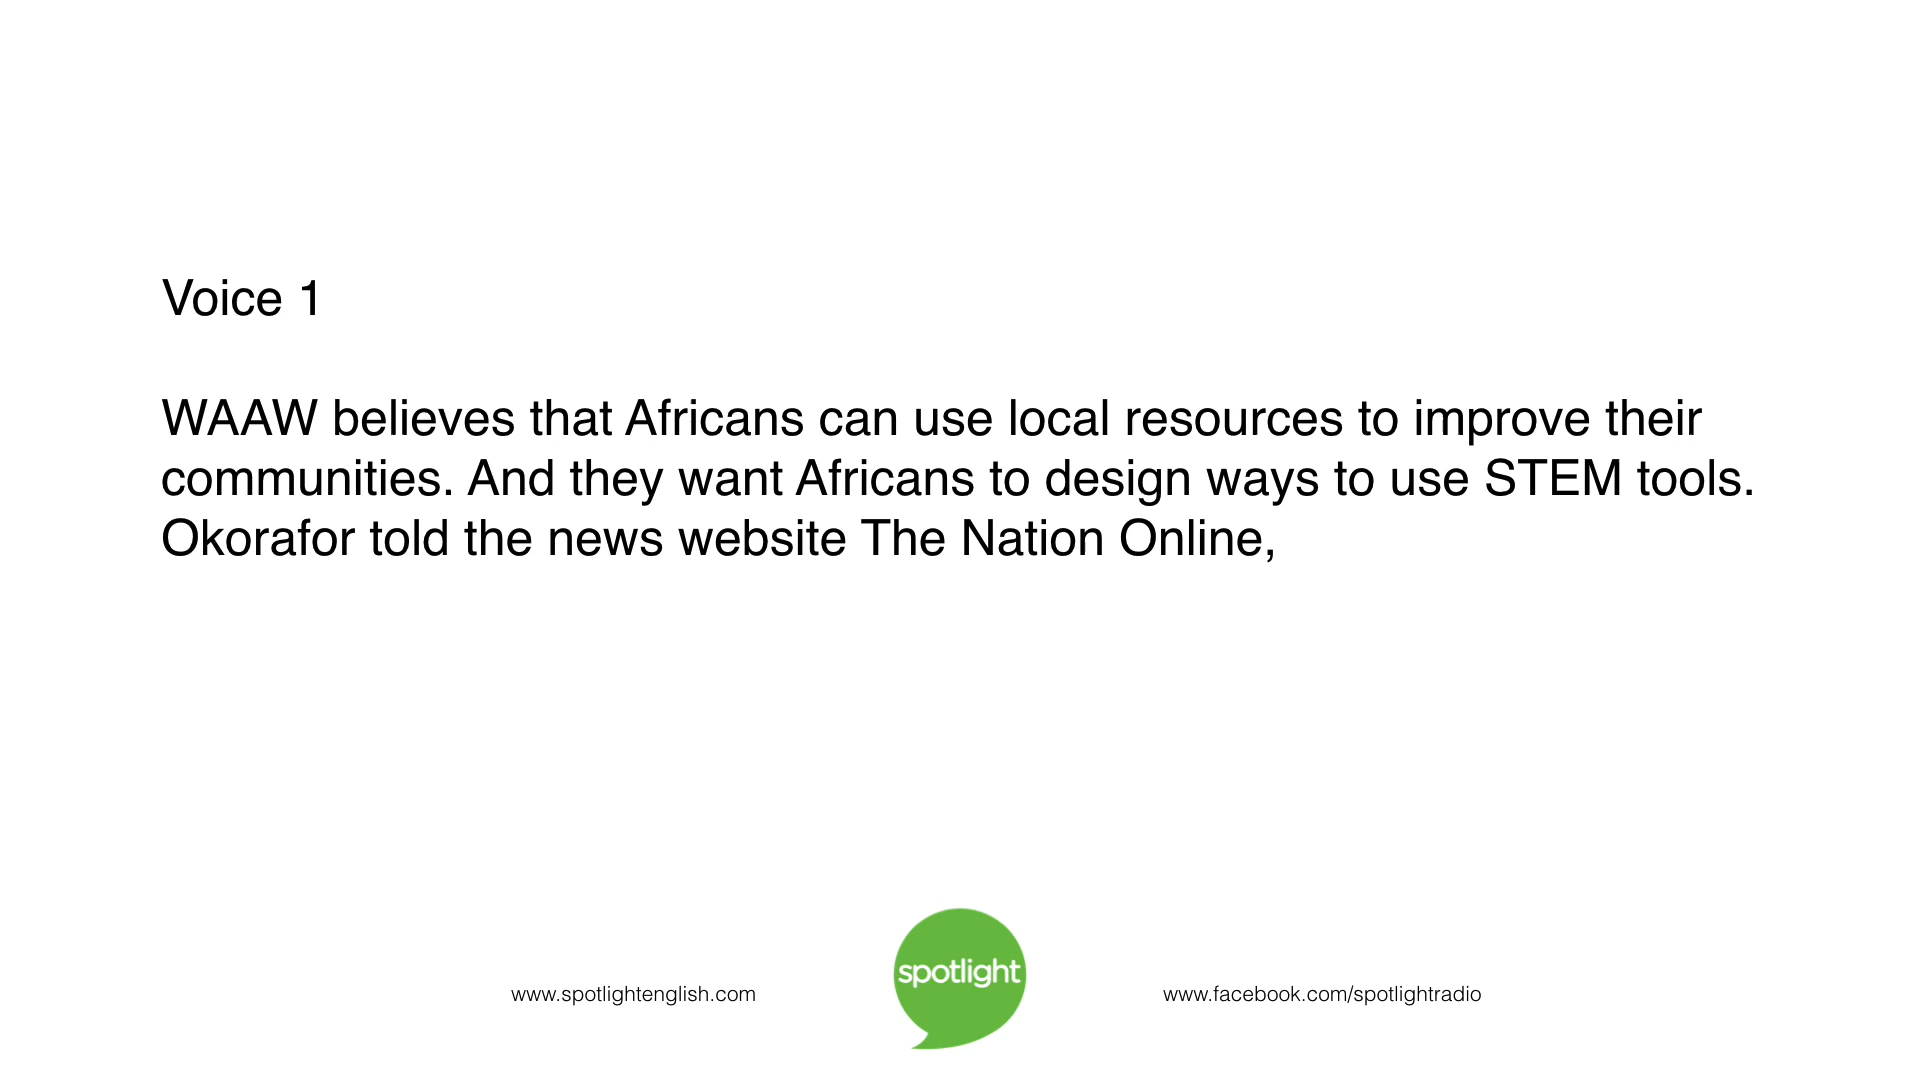 Voice 1
WAAW believes that Africans can use local resources to improve their
communities. And they want Africans to design ways to use STEM tools.
Okorafor told the news website The Nation Online,
spotlight
www.spotlightenglish.com
www.facebook.com/spotlightradio